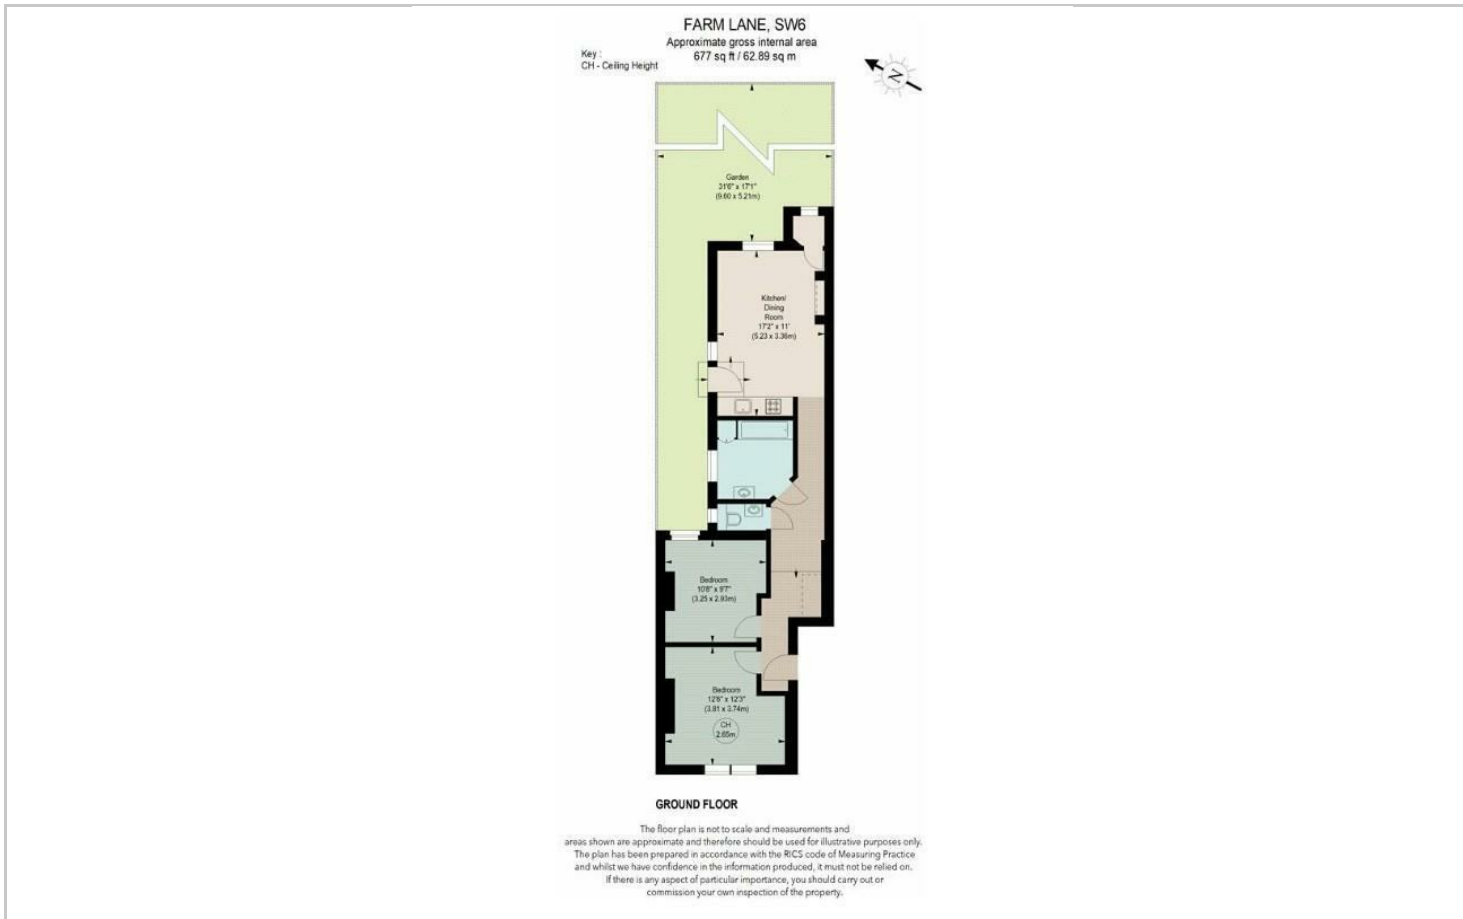 FARM LANE, SW6
Approximate gross internal area
677 sq ft / 62.89 sq m
Key :
CH - Ceiling Height
N
Garden
31'6" x 17'1"
(9.60 x 5.21m)
Kitchen/
Dining
Room
17'2" x 11'
(5.23 x 3.36m)
Bedroom
10'8" x 9'7"
(3.25 x 2.93m)
Bedroom
12'6" x 12'3"
(3.81 x 3.74m)
CH
2.65m
GROUND FLOOR
The floor plan is not to scale and measurements and
areas shown are approximate and therefore should be used for illustrative purposes only.
The plan has been prepared in accordance with the RICS code of Measuring Practice
and whilst we have confidence in the information produced, it must not be relied on.
If there is any aspect of particular importance, you should carry out or
commission your own inspection of the property.